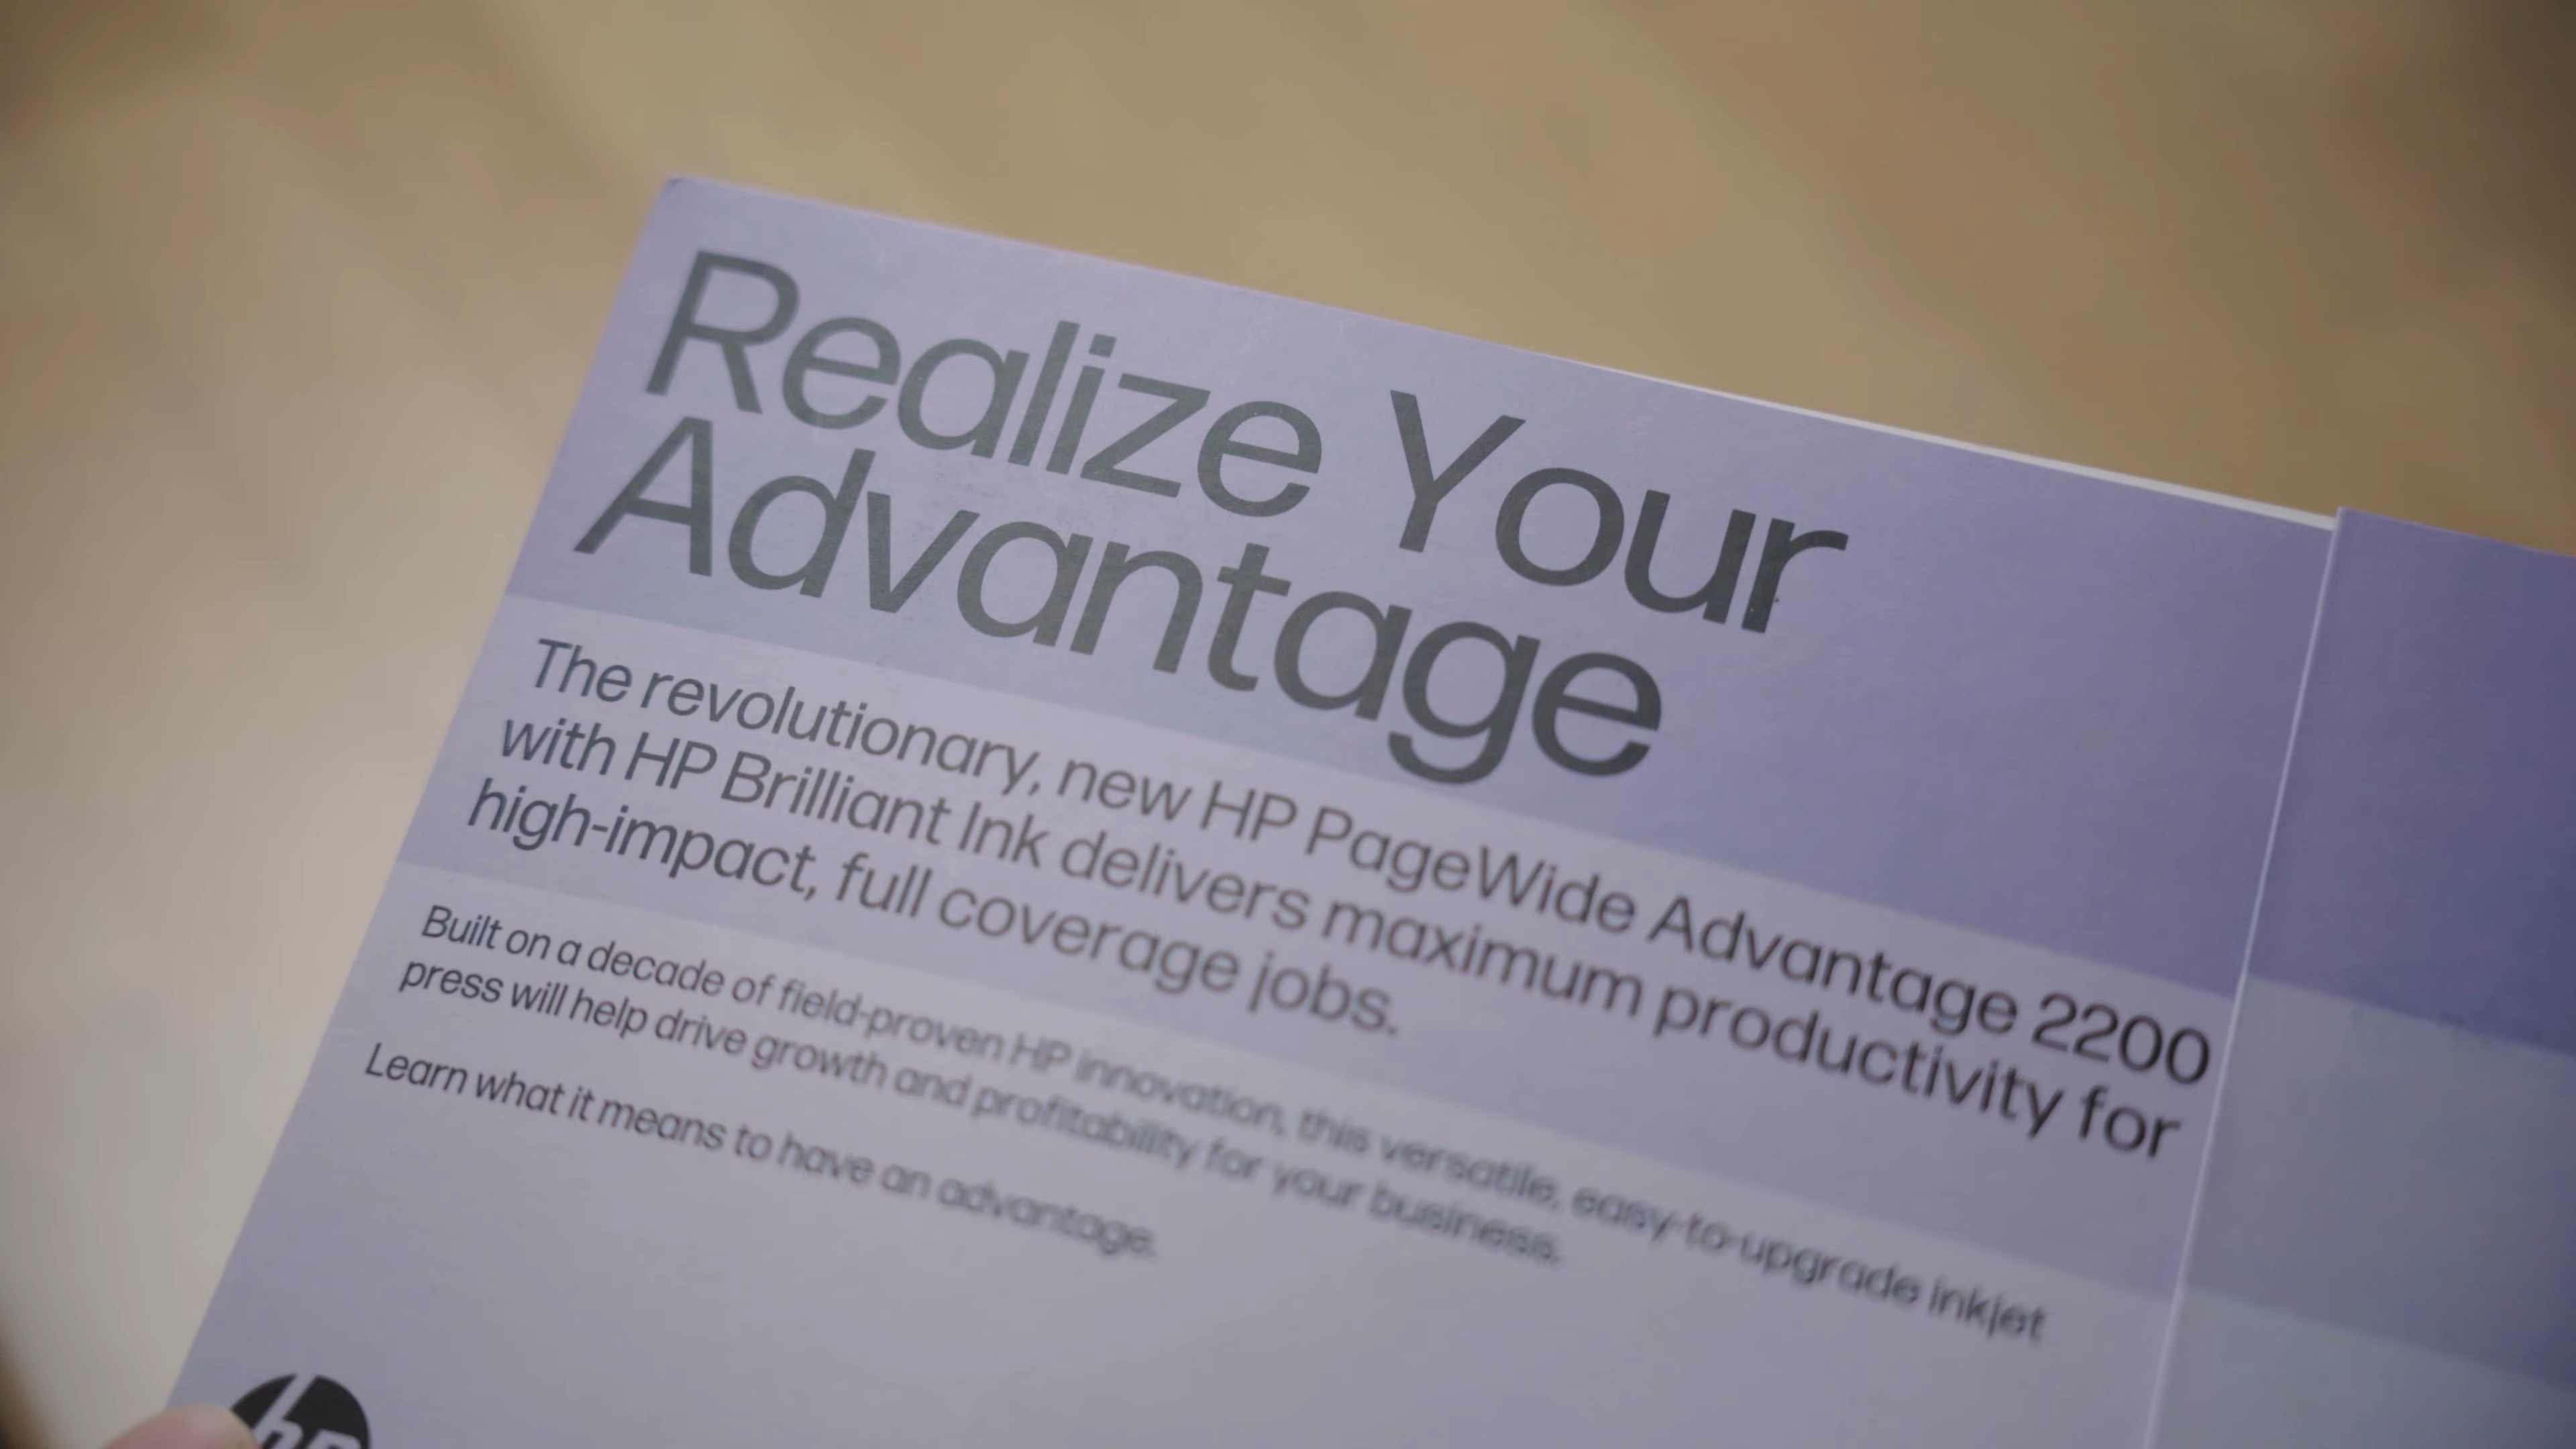 Realize Your
Advantage
The revolutionary, new HP PageWide Advantage 2200
with HP Brilliant Ink delivers maximum productivity for
high-impact, full coverage jobs.
Built on a decade of field-proven HP innovation, this versatile, easy-to-upgrade inkjet
press will help drive growth and profitability for your business.
Learn what it means to have an advantage.
hp